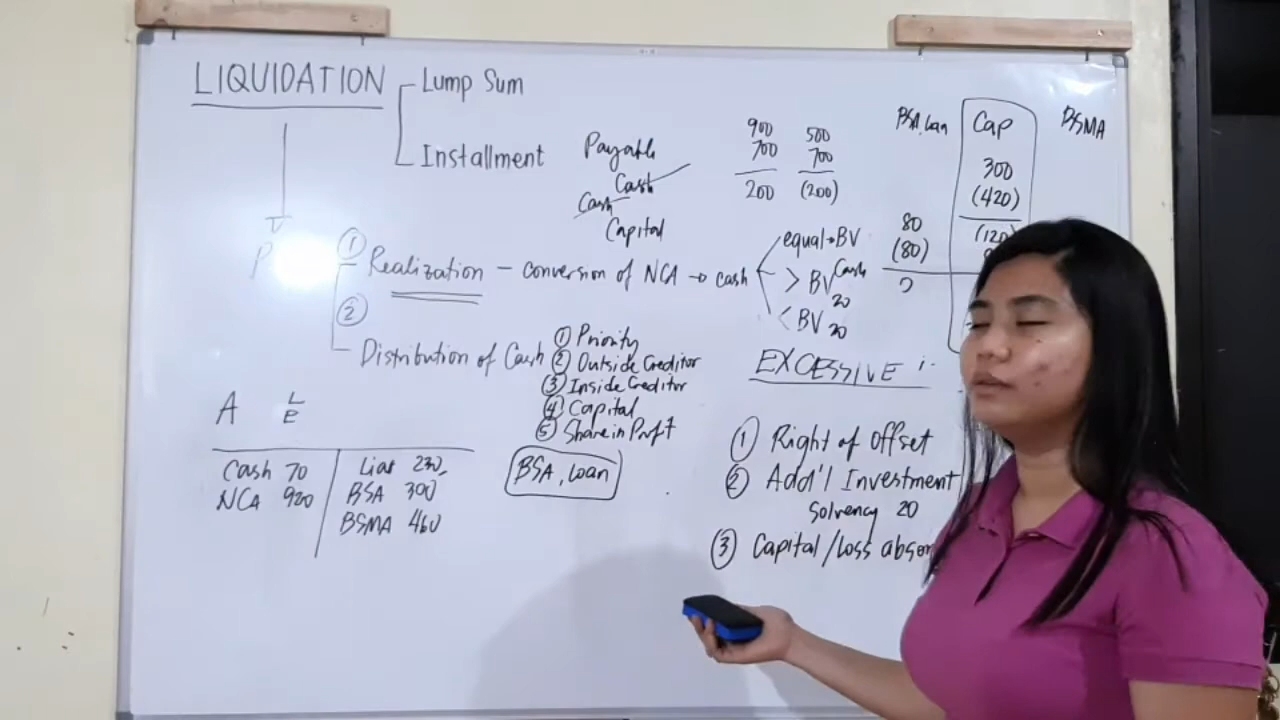 LIQUIDATION
Lump Sum
Installment
Payable
Cash
Cash
Capital
900
700
200
500
700
(200)
BSA, Loan
80
(80)
Cap
300
(420)
(120
BSMA
P
① Realization - conversion of NCA → cash
equal → BV
> BV Cash
20
< BV 20
②
Distribution of Cash
① Priority
② Outside Creditor
③ Inside Creditor
④ Capital
⑤ Share in Profit
BSA, Loan
A
L
E
Cash 70
NCA 920
Liab 230
BSA 300
BSMA 460
EXCESSIVE
① Right of Offset
② Add'l Investment
Solvency 20
③ Capital/Loss absor